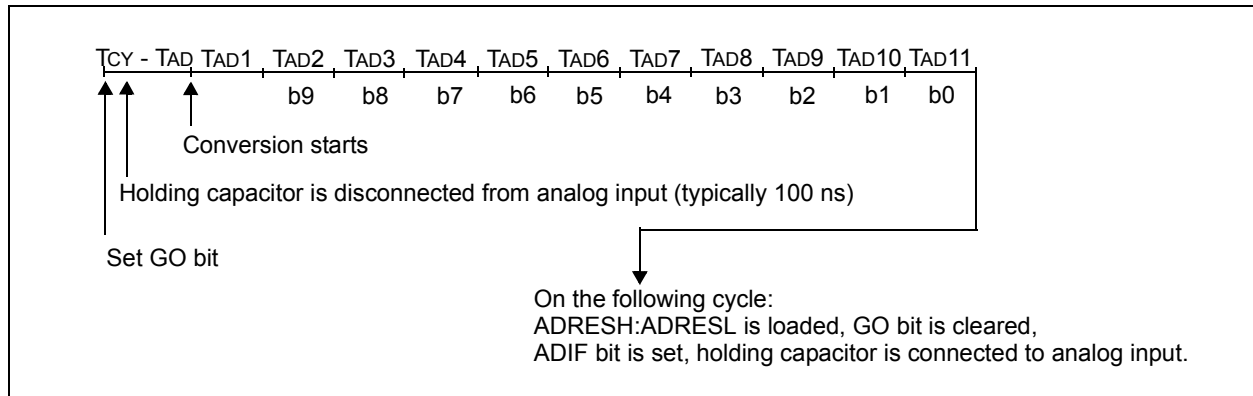 TCY - TAD TAD1 TAD2 TAD3 TAD4 TAD5 TAD6 TAD7 TAD8 TAD9 TAD10 TAD11
b9 b8 b7 b6 b5 b4 b3 b2 b1 b0
Conversion starts
Holding capacitor is disconnected from analog input (typically 100 ns)
Set GO bit
On the following cycle:
ADRESH:ADRESL is loaded, GO bit is cleared,
ADIF bit is set, holding capacitor is connected to analog input.